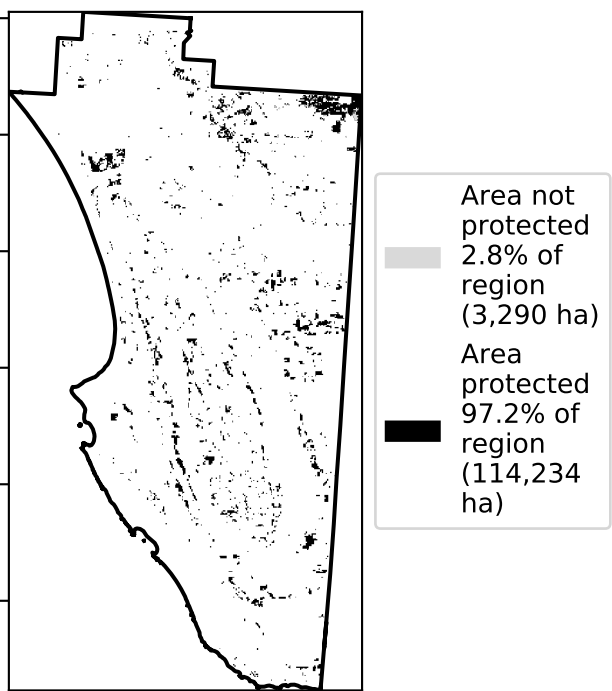 Area not
protected
2.8% of
region
(3,290 ha)
Area
protected
97.2% of
region
(114,234
ha)